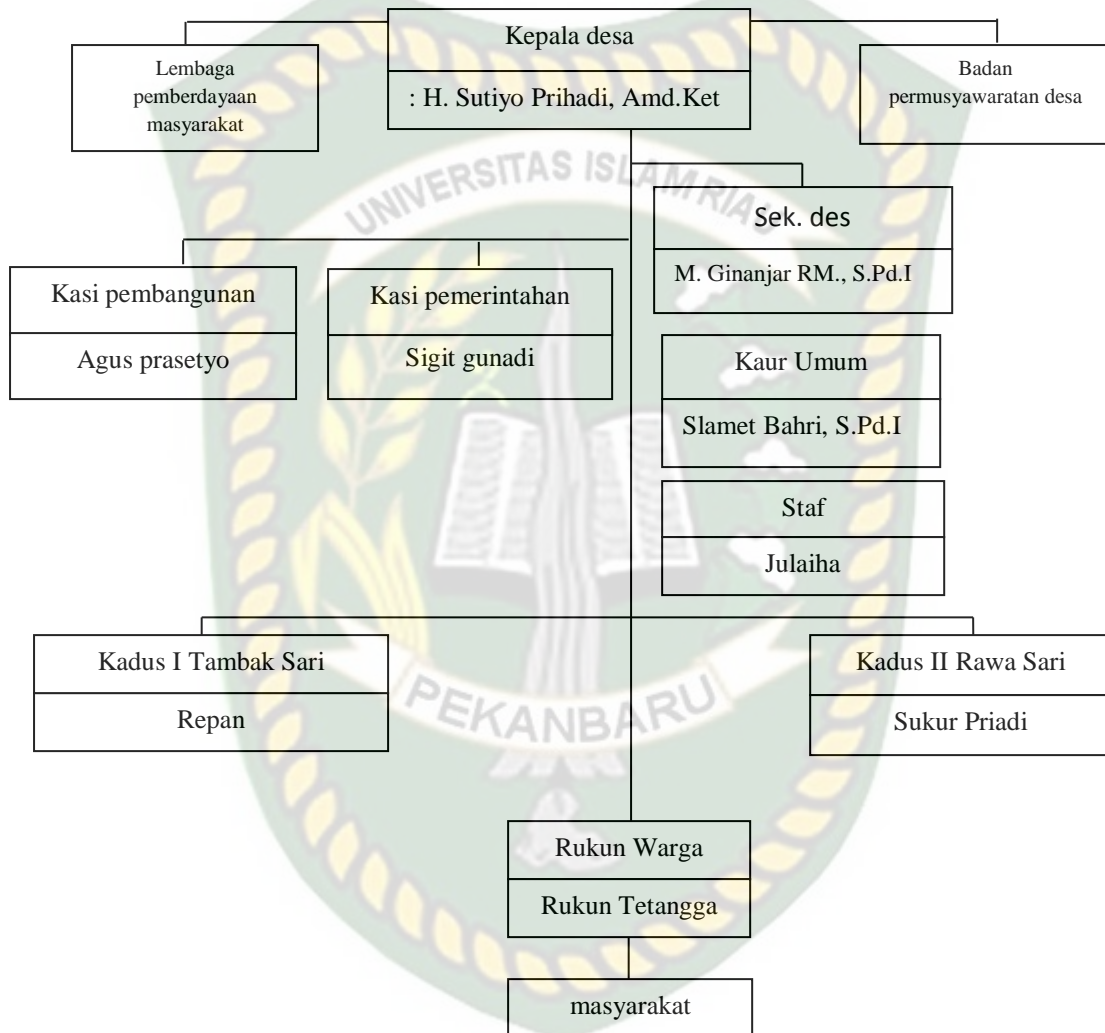 Kepala desa
: H. Sutiyo Prihadi, Amd.Ket
Lembaga
pemberdayaan
masyarakat
Badan
permusyawaratan desa
UNIVERSITAS ISLAM RIAU
Sek. des
M. Ginanjar RM., S.Pd.I
Kasi pembangunan
Agus prasetyo
Kasi pemerintahan
Sigit gunadi
Kaur Umum
Slamet Bahri, S.Pd.I
Staf
Julaiha
Kadus I Tambak Sari
Repan
Kadus II Rawa Sari
Sukur Priadi
PEKANBARU
Rukun Warga
Rukun Tetangga
masyarakat